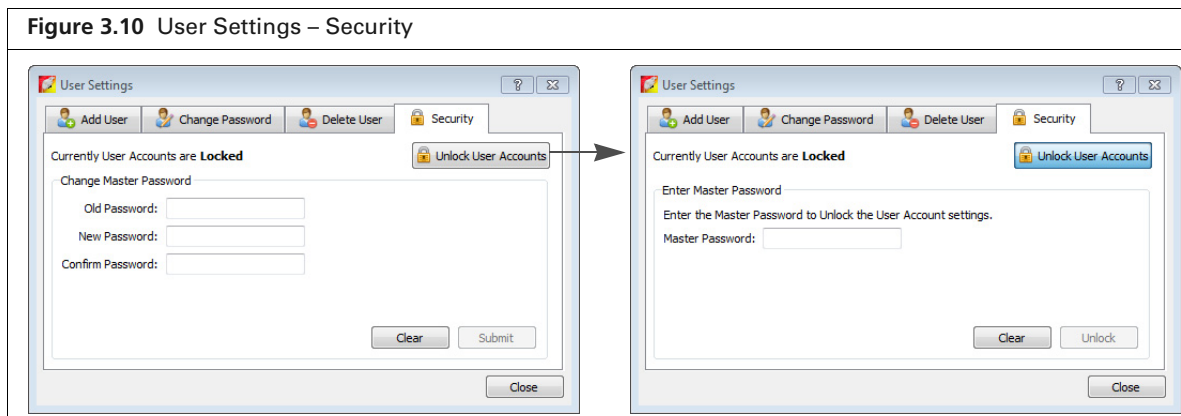 Figure 3.10 User Settings – Security
User Settings
Add User Change Password Delete User Security
Currently User Accounts are Locked Unlock User Accounts
Change Master Password
Old Password:
New Password:
Confirm Password:
Clear Submit
Close
User Settings
Add User Change Password Delete User Security
Currently User Accounts are Locked Unlock User Accounts
Enter Master Password
Enter the Master Password to Unlock the User Account settings.
Master Password:
Clear Unlock
Close